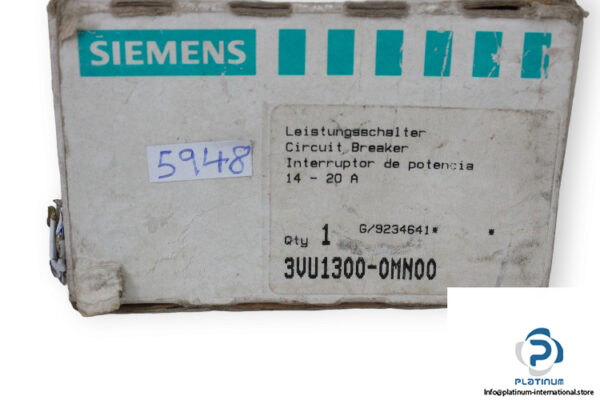 SIEMENS
5948
Leistungsschalter
Circuit Breaker
Interruptor de potencia
14 - 20 A
G/9234641* *
Qty 1
3VU1300-0MN00
PLATINUM
Info@platinum-international.store